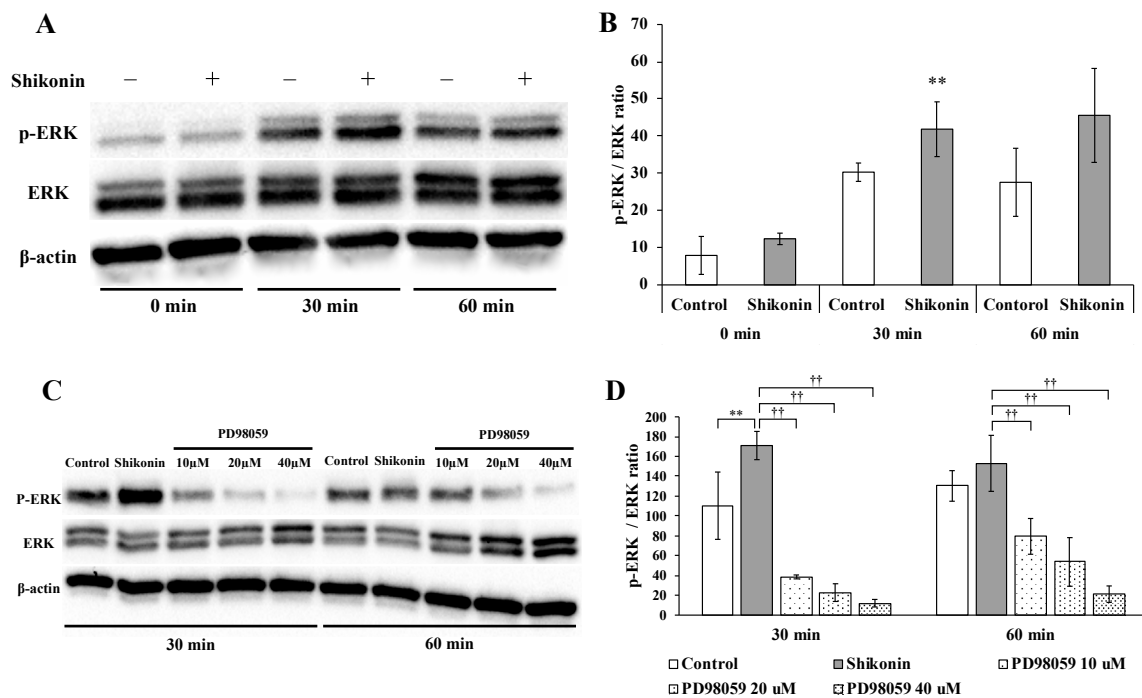 A
Shikonin − + − + − +
p-ERK
ERK
β-actin
0 min 30 min 60 min
B
p-ERK / ERK ratio
70
60
50
40
30
20
10
0
**
Control Shikonin Control Shikonin Contorol Shikonin
0 min 30 min 60 min
C
PD98059 PD98059
Control Shikonin 10µM 20µM 40µM Control Shikonin 10µM 20µM 40µM
P-ERK
ERK
β-actin
30 min 60 min
D
p-ERK / ERK ratio
200
180
160
140
120
100
80
60
40
20
0
†† ††
†† ††
** †† ††
30 min 60 min
Control Shikonin PD98059 10 uM
PD98059 20 uM PD98059 40 uM